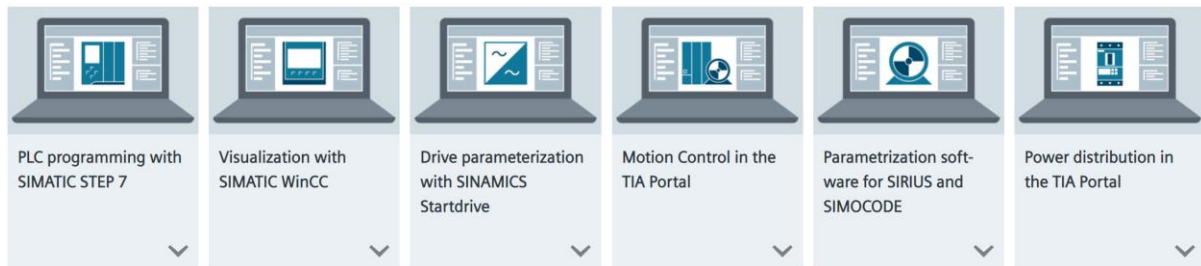 PLC programming with
SIMATIC STEP 7
Visualization with
SIMATIC WinCC
Drive parameterization
with SINAMICS
Startdrive
Motion Control in the
TIA Portal
Parametrization soft-
ware for SIRIUS and
SIMOCODE
Power distribution in
the TIA Portal